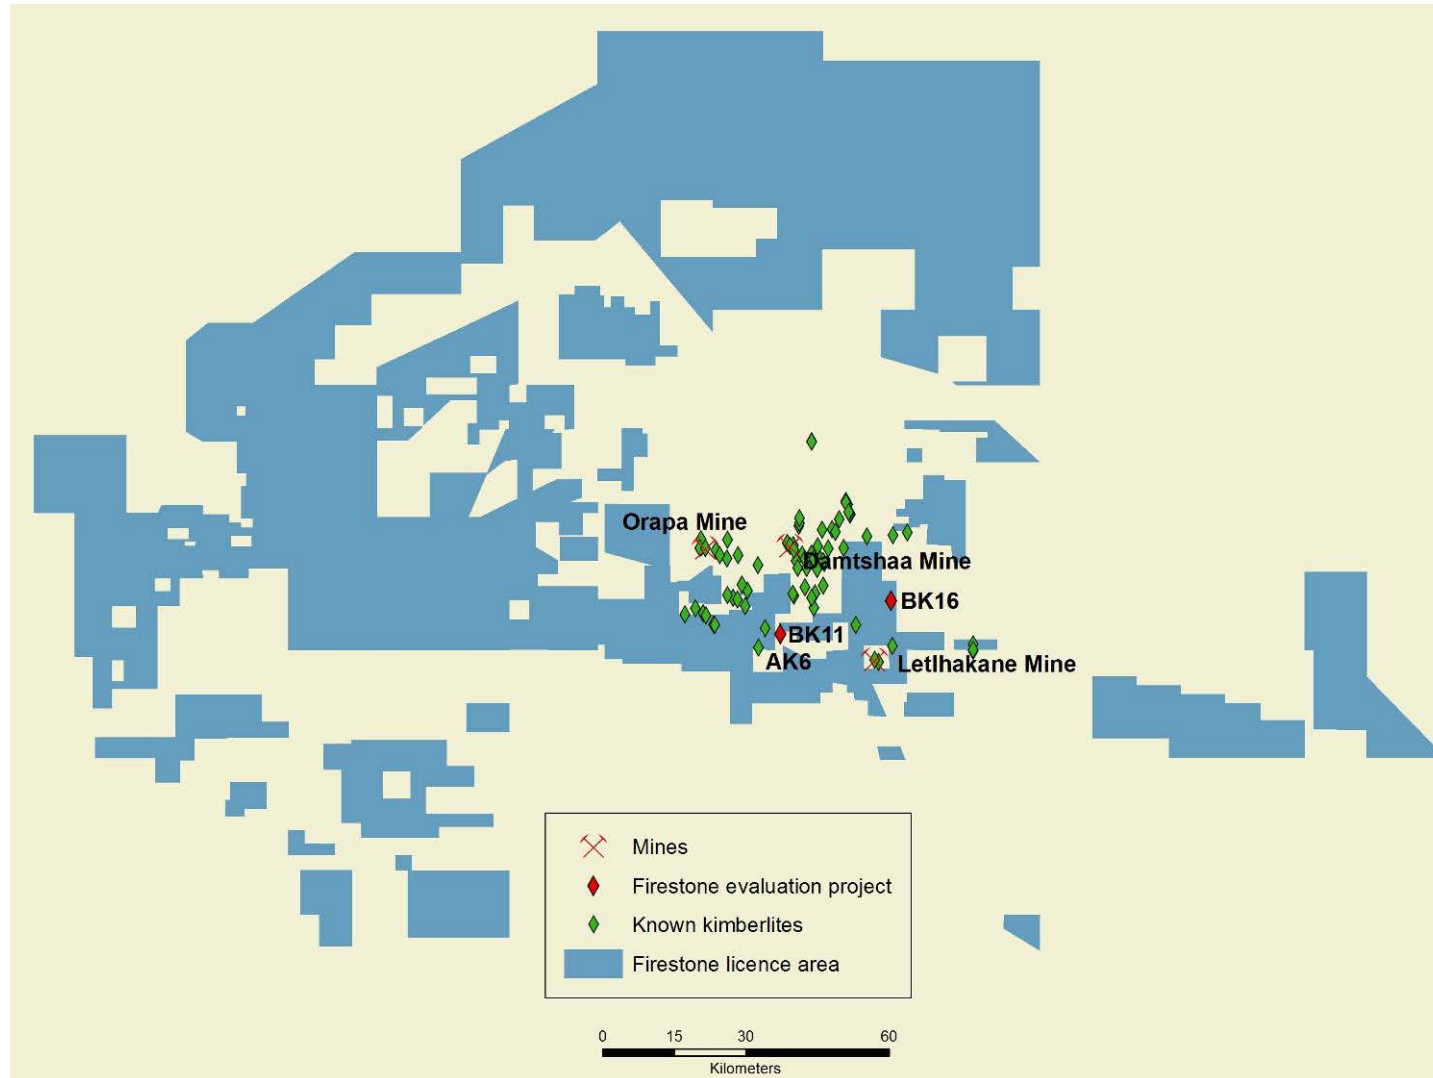 Orapa Mine
Damtshaa Mine
BK16
BK11
AK6
Letlhakane Mine
Mines
Firestone evaluation project
Known kimberlites
Firestone licence area
0 15 30 60
Kilometers